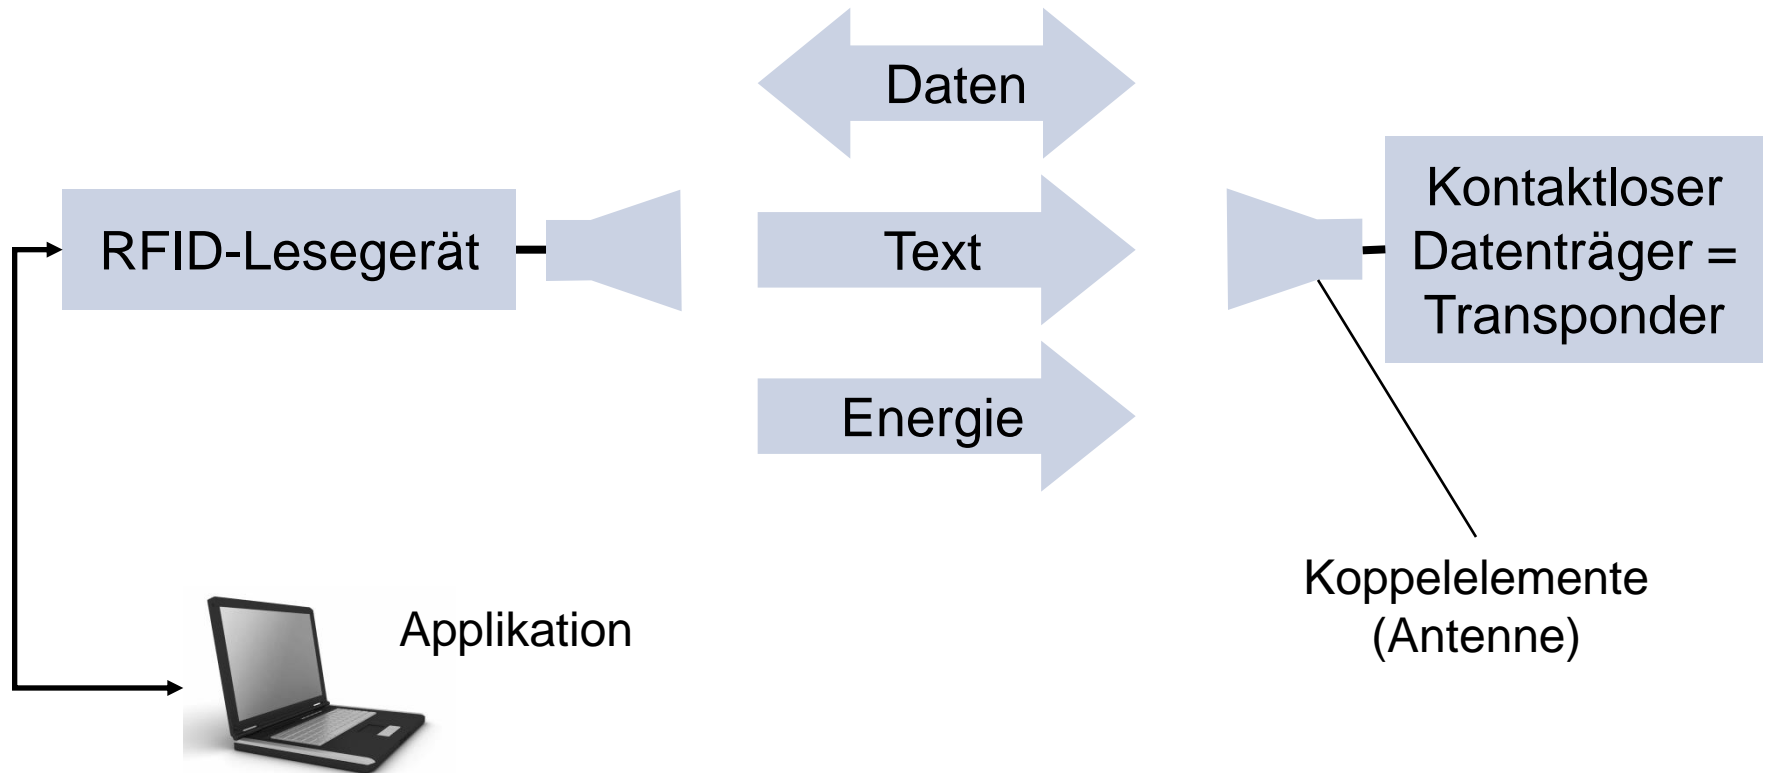 Daten
RFID-Lesegerät
Text
Kontaktloser
Datenträger =
Transponder
Energie
Koppelelemente
(Antenne)
Applikation